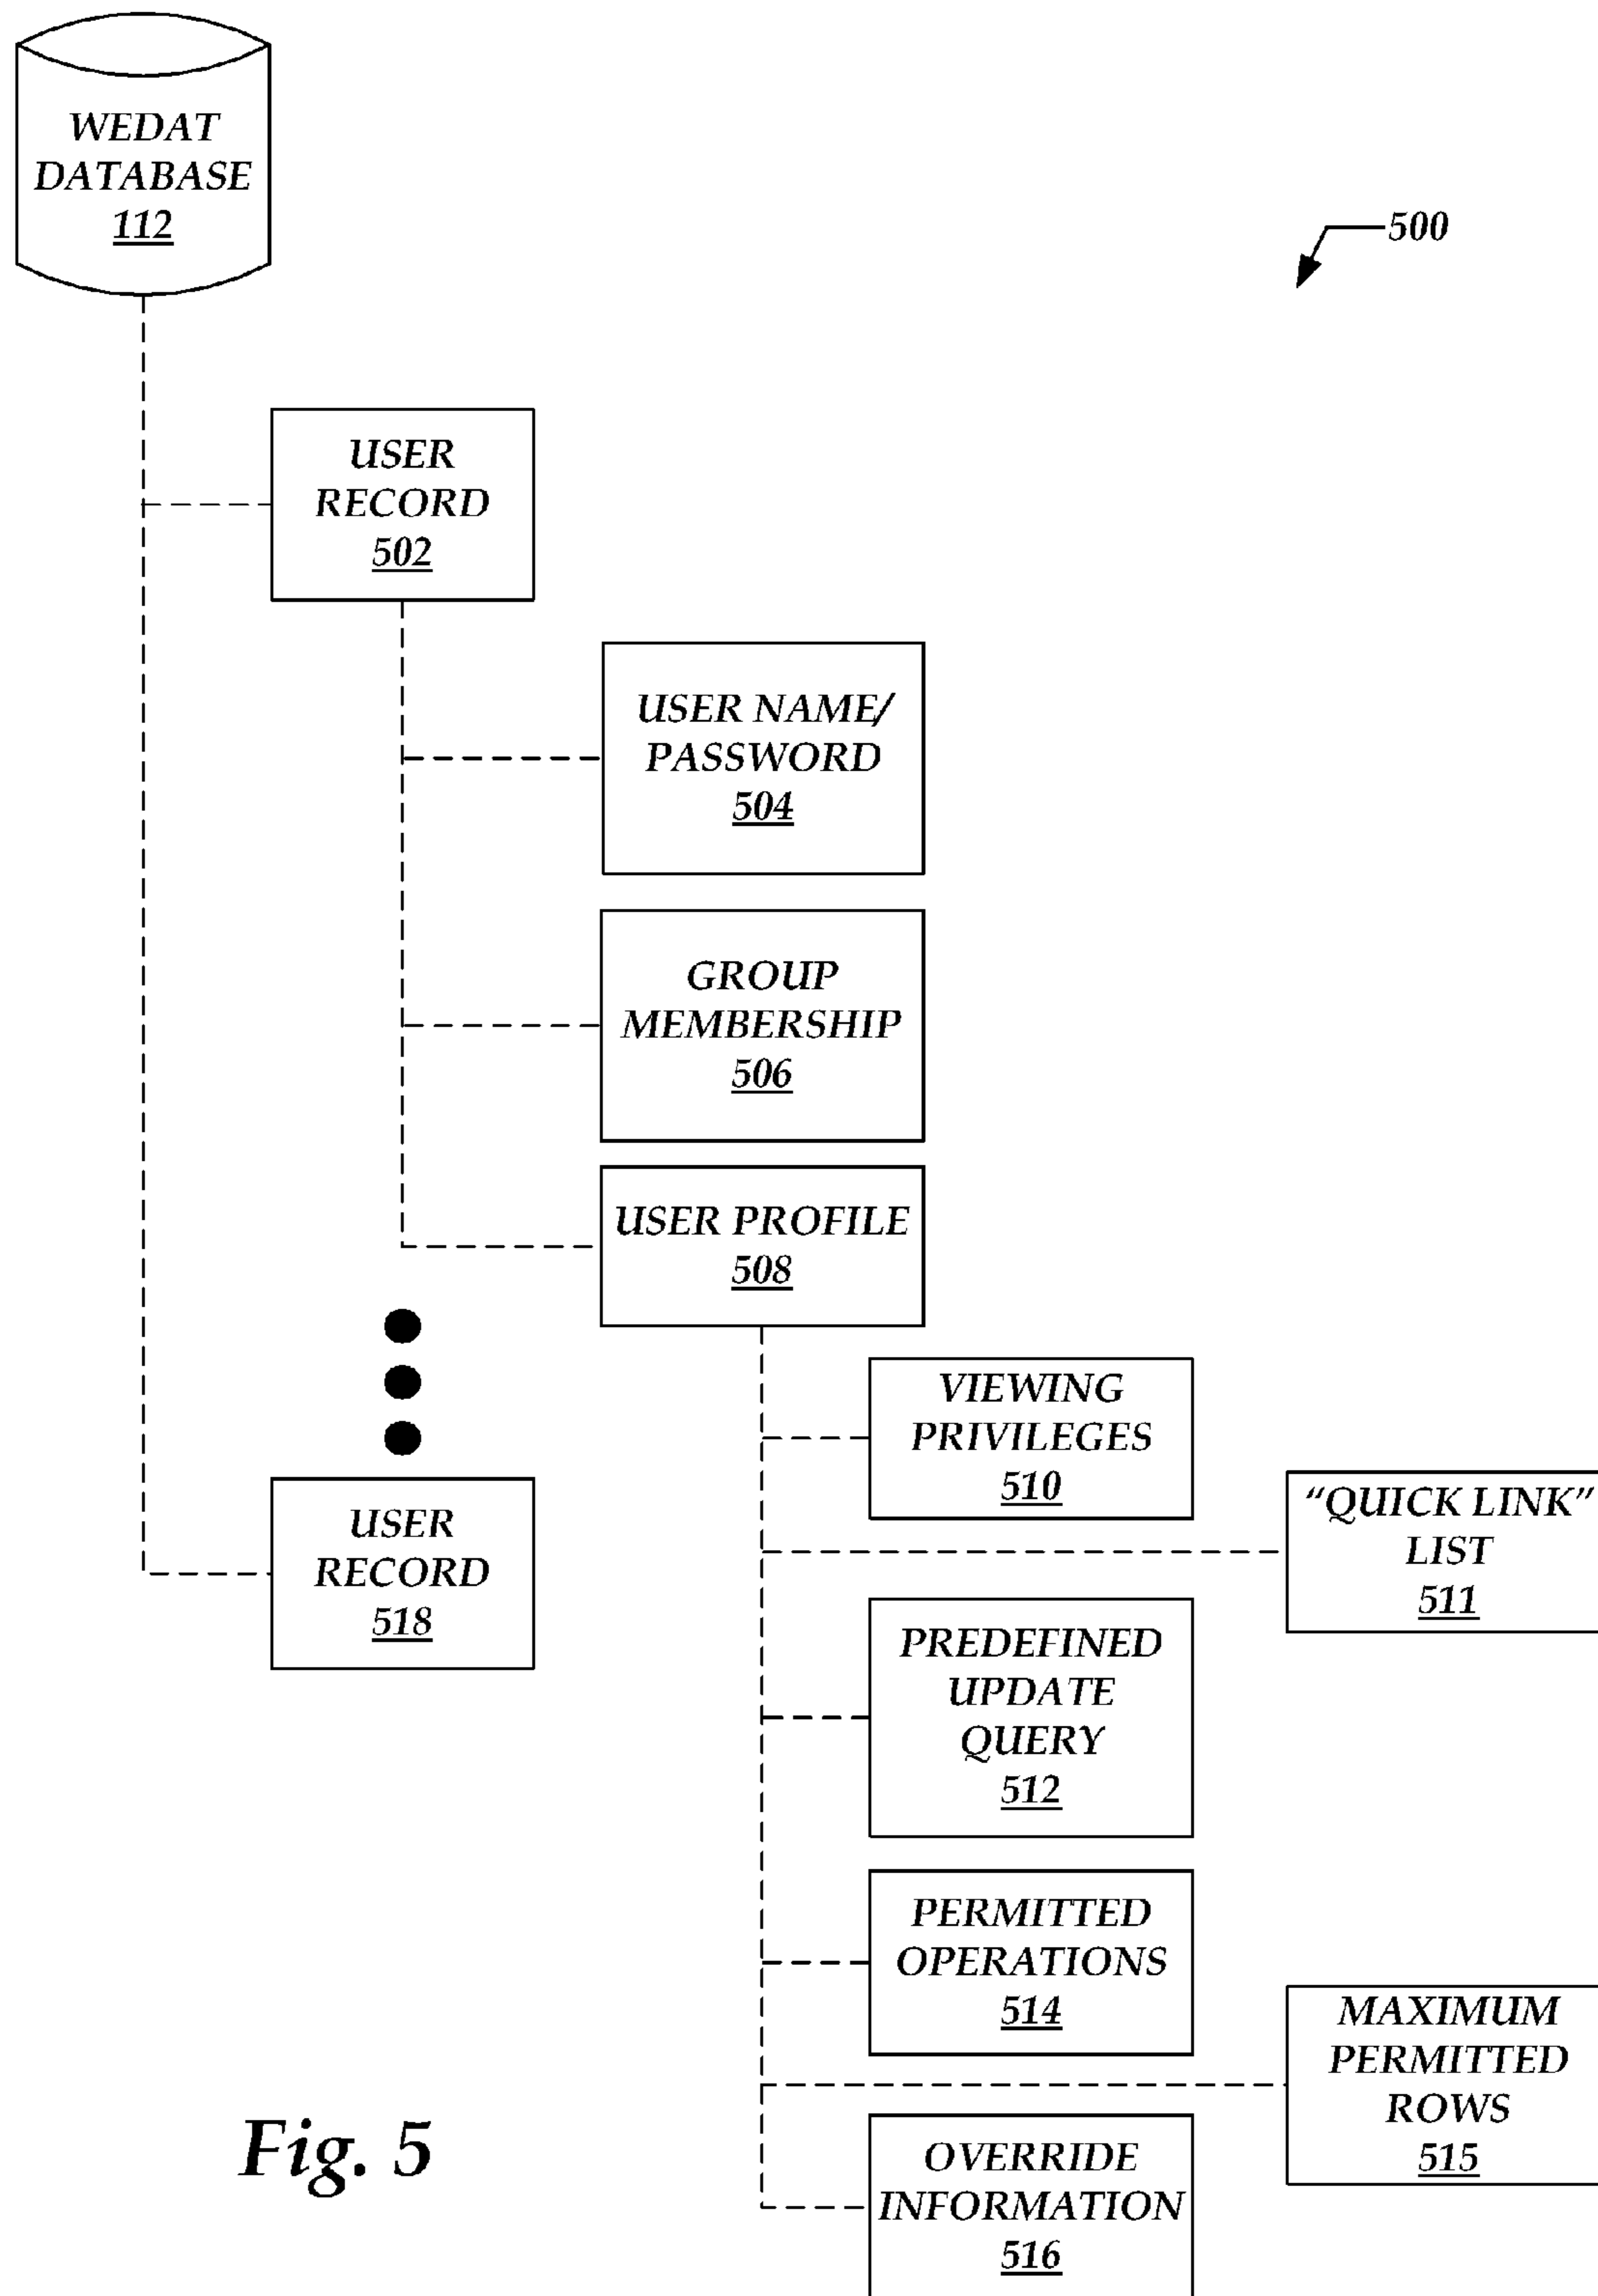 WEDAT
DATABASE
112
500
USER
RECORD
502
USER NAME/
PASSWORD
504
GROUP
MEMBERSHIP
506
USER PROFILE
508
VIEWING
PRIVILEGES
510
“QUICK LINK”
LIST
511
USER
RECORD
518
PREDEFINED
UPDATE
QUERY
512
PERMITTED
OPERATIONS
514
MAXIMUM
PERMITTED
ROWS
515
OVERRIDE
INFORMATION
516
Fig. 5